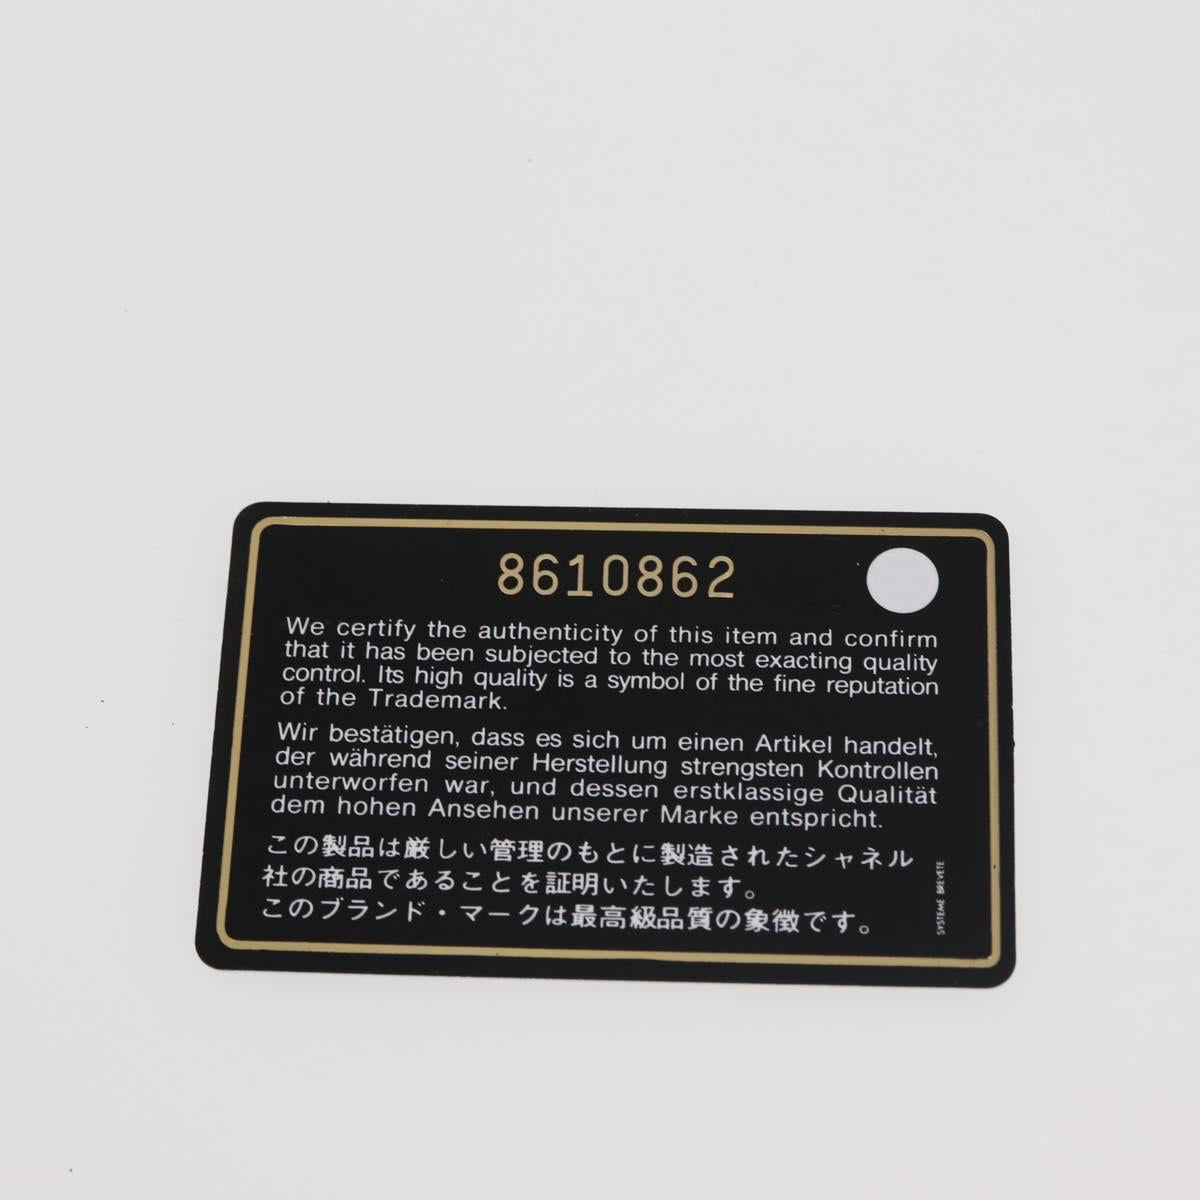 8610862
We certify the authenticity of this item and confirm
that it has been subjected to the most exacting quality
control. Its high quality is a symbol of the fine reputation
of the Trademark.
Wir bestätigen, dass es sich um einen Artikel handelt,
der während seiner Herstellung strengsten Kontrollen
unterworfen war, und dessen erstklassige Qualität
dem hohen Ansehen unserer Marke entspricht.
この製品は厳しい管理のもとに製造されたシャネル
社の商品であることを証明いたします。
このブランド・マークは最高級品質の象徴です。
SYSTEME BREVETE